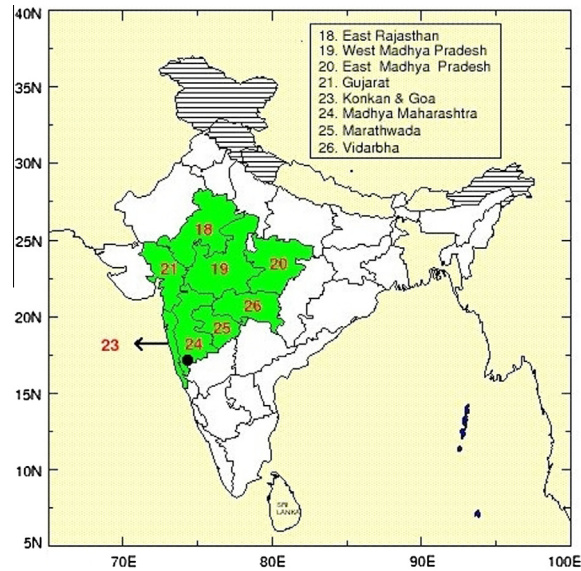 40N
35N
30N
25N
20N
15N
10N
5N
70E 80E 90E 100E
18. East Rajasthan
19. West Madhya Pradesh
20. East Madhya Pradesh
21. Gujarat
23. Konkan & Goa
24. Madhya Maharashtra
25. Marathwada
26. Vidarbha
18
21
19
20
26
25
24
23
SRI
LANKA